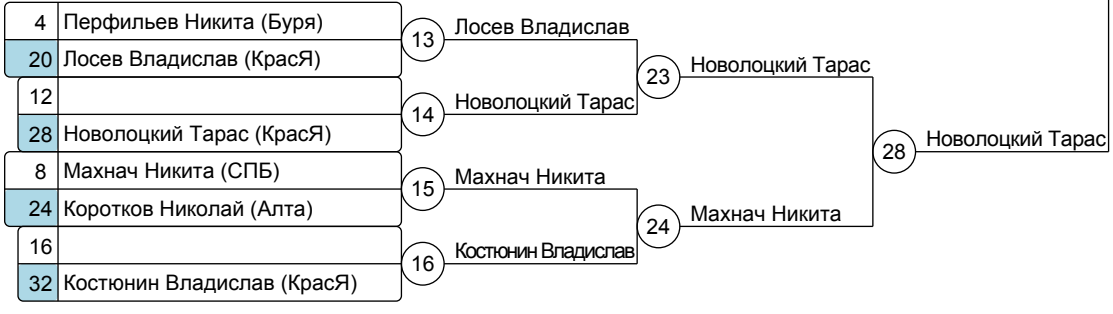 4 Перфильев Никита (Буря)
20 Лосев Владислав (КрасЯ)
12
28 Новолоцкий Тарас (КрасЯ)
8 Махнач Никита (СПБ)
24 Коротков Николай (Алта)
16
32 Костюнин Владислав (КрасЯ)
13 Лосев Владислав
14 Новолоцкий Тарас
15 Махнач Никита
16 Костюнин Владислав
23 Новолоцкий Тарас
24 Махнач Никита
28 Новолоцкий Тарас